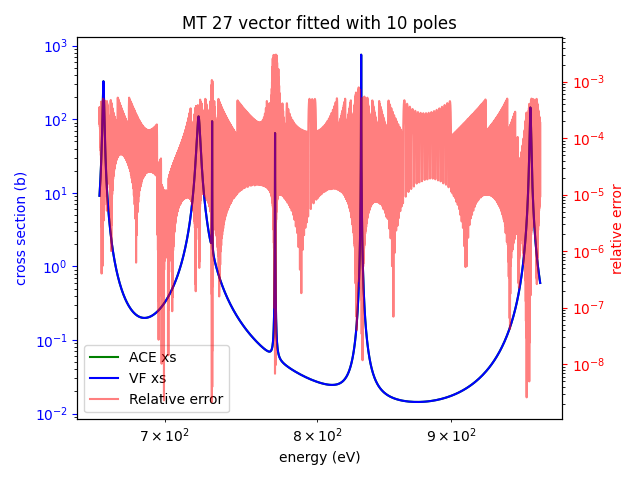 MT 27 vector fitted with 10 poles
10³
10²
10¹
10⁰
10⁻¹
10⁻²
cross section (b)
10⁻³
10⁻⁴
10⁻⁵
10⁻⁶
10⁻⁷
10⁻⁸
relative error
ACE xs
VF xs
Relative error
7 × 10²
8 × 10²
9 × 10²
energy (eV)